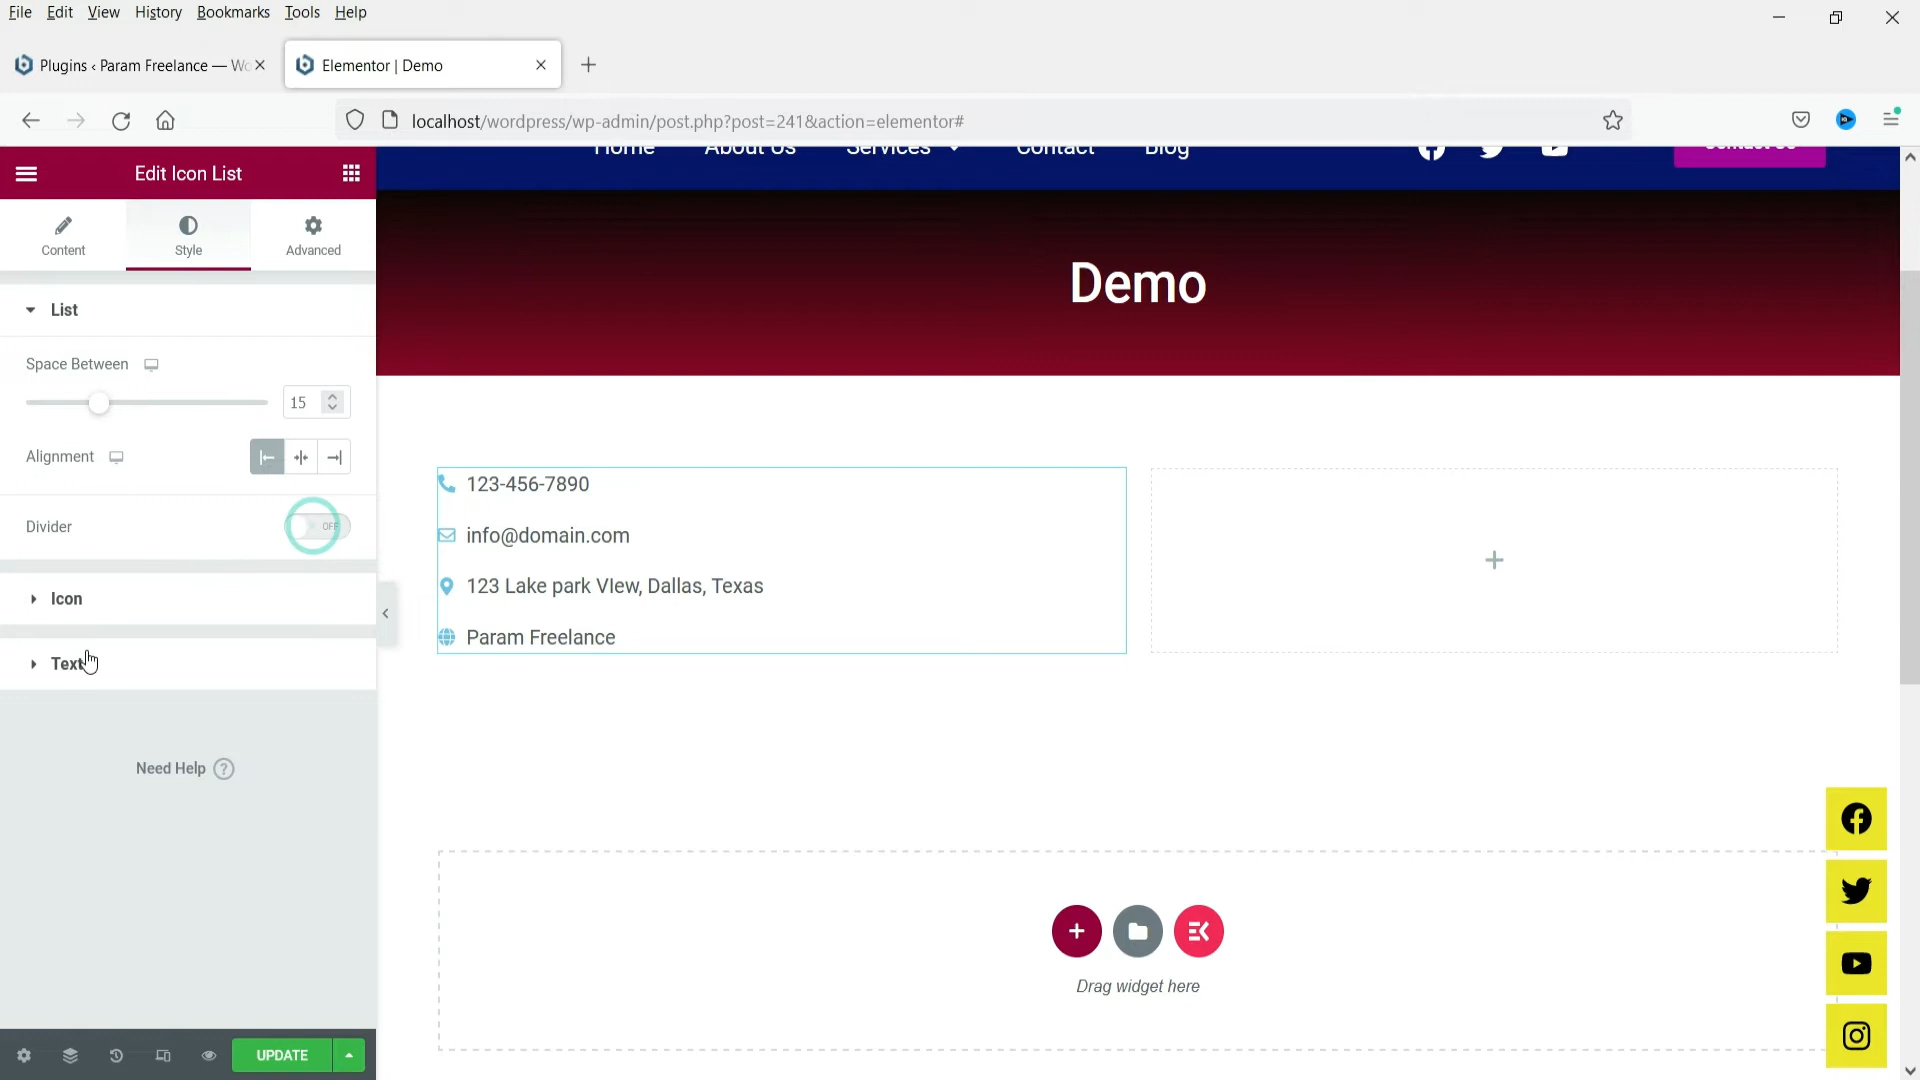 File Edit View History Bookmarks Tools Help
Plugins ‹ Param Freelance — Wo
Elementor | Demo
localhost/wordpress/wp-admin/post.php?post=241&action=elementor#
Edit Icon List
Home About Us Services Contact Blog
Contact Us
Content Style Advanced
List
Space Between
15
Alignment
Divider
OFF
Icon
Text
Need Help ?
UPDATE
Demo
123-456-7890
info@domain.com
123 Lake park VIew, Dallas, Texas
Param Freelance
Drag widget here